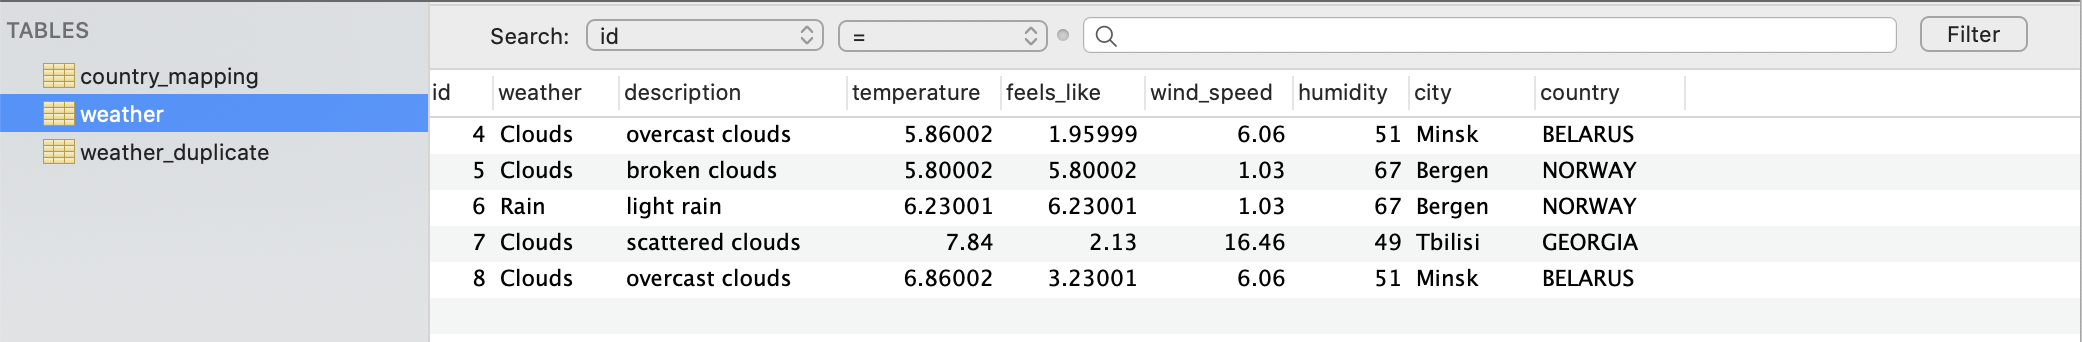 TABLES
country_mapping
weather
weather_duplicate
Search: id = Filter
id weather description temperature feels_like wind_speed humidity city country
4 Clouds overcast clouds 5.86002 1.95999 6.06 51 Minsk BELARUS
5 Clouds broken clouds 5.80002 5.80002 1.03 67 Bergen NORWAY
6 Rain light rain 6.23001 6.23001 1.03 67 Bergen NORWAY
7 Clouds scattered clouds 7.84 2.13 16.46 49 Tbilisi GEORGIA
8 Clouds overcast clouds 6.86002 3.23001 6.06 51 Minsk BELARUS